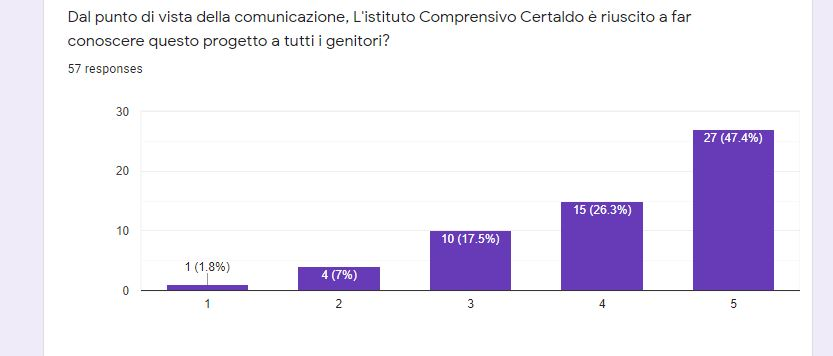 Dal punto di vista della comunicazione, L'istituto Comprensivo Certaldo è riuscito a far
conoscere questo progetto a tutti i genitori?
57 responses
30
20
10
0
1 (1.8%)
4 (7%)
10 (17.5%)
15 (26.3%)
27 (47.4%)
1 2 3 4 5